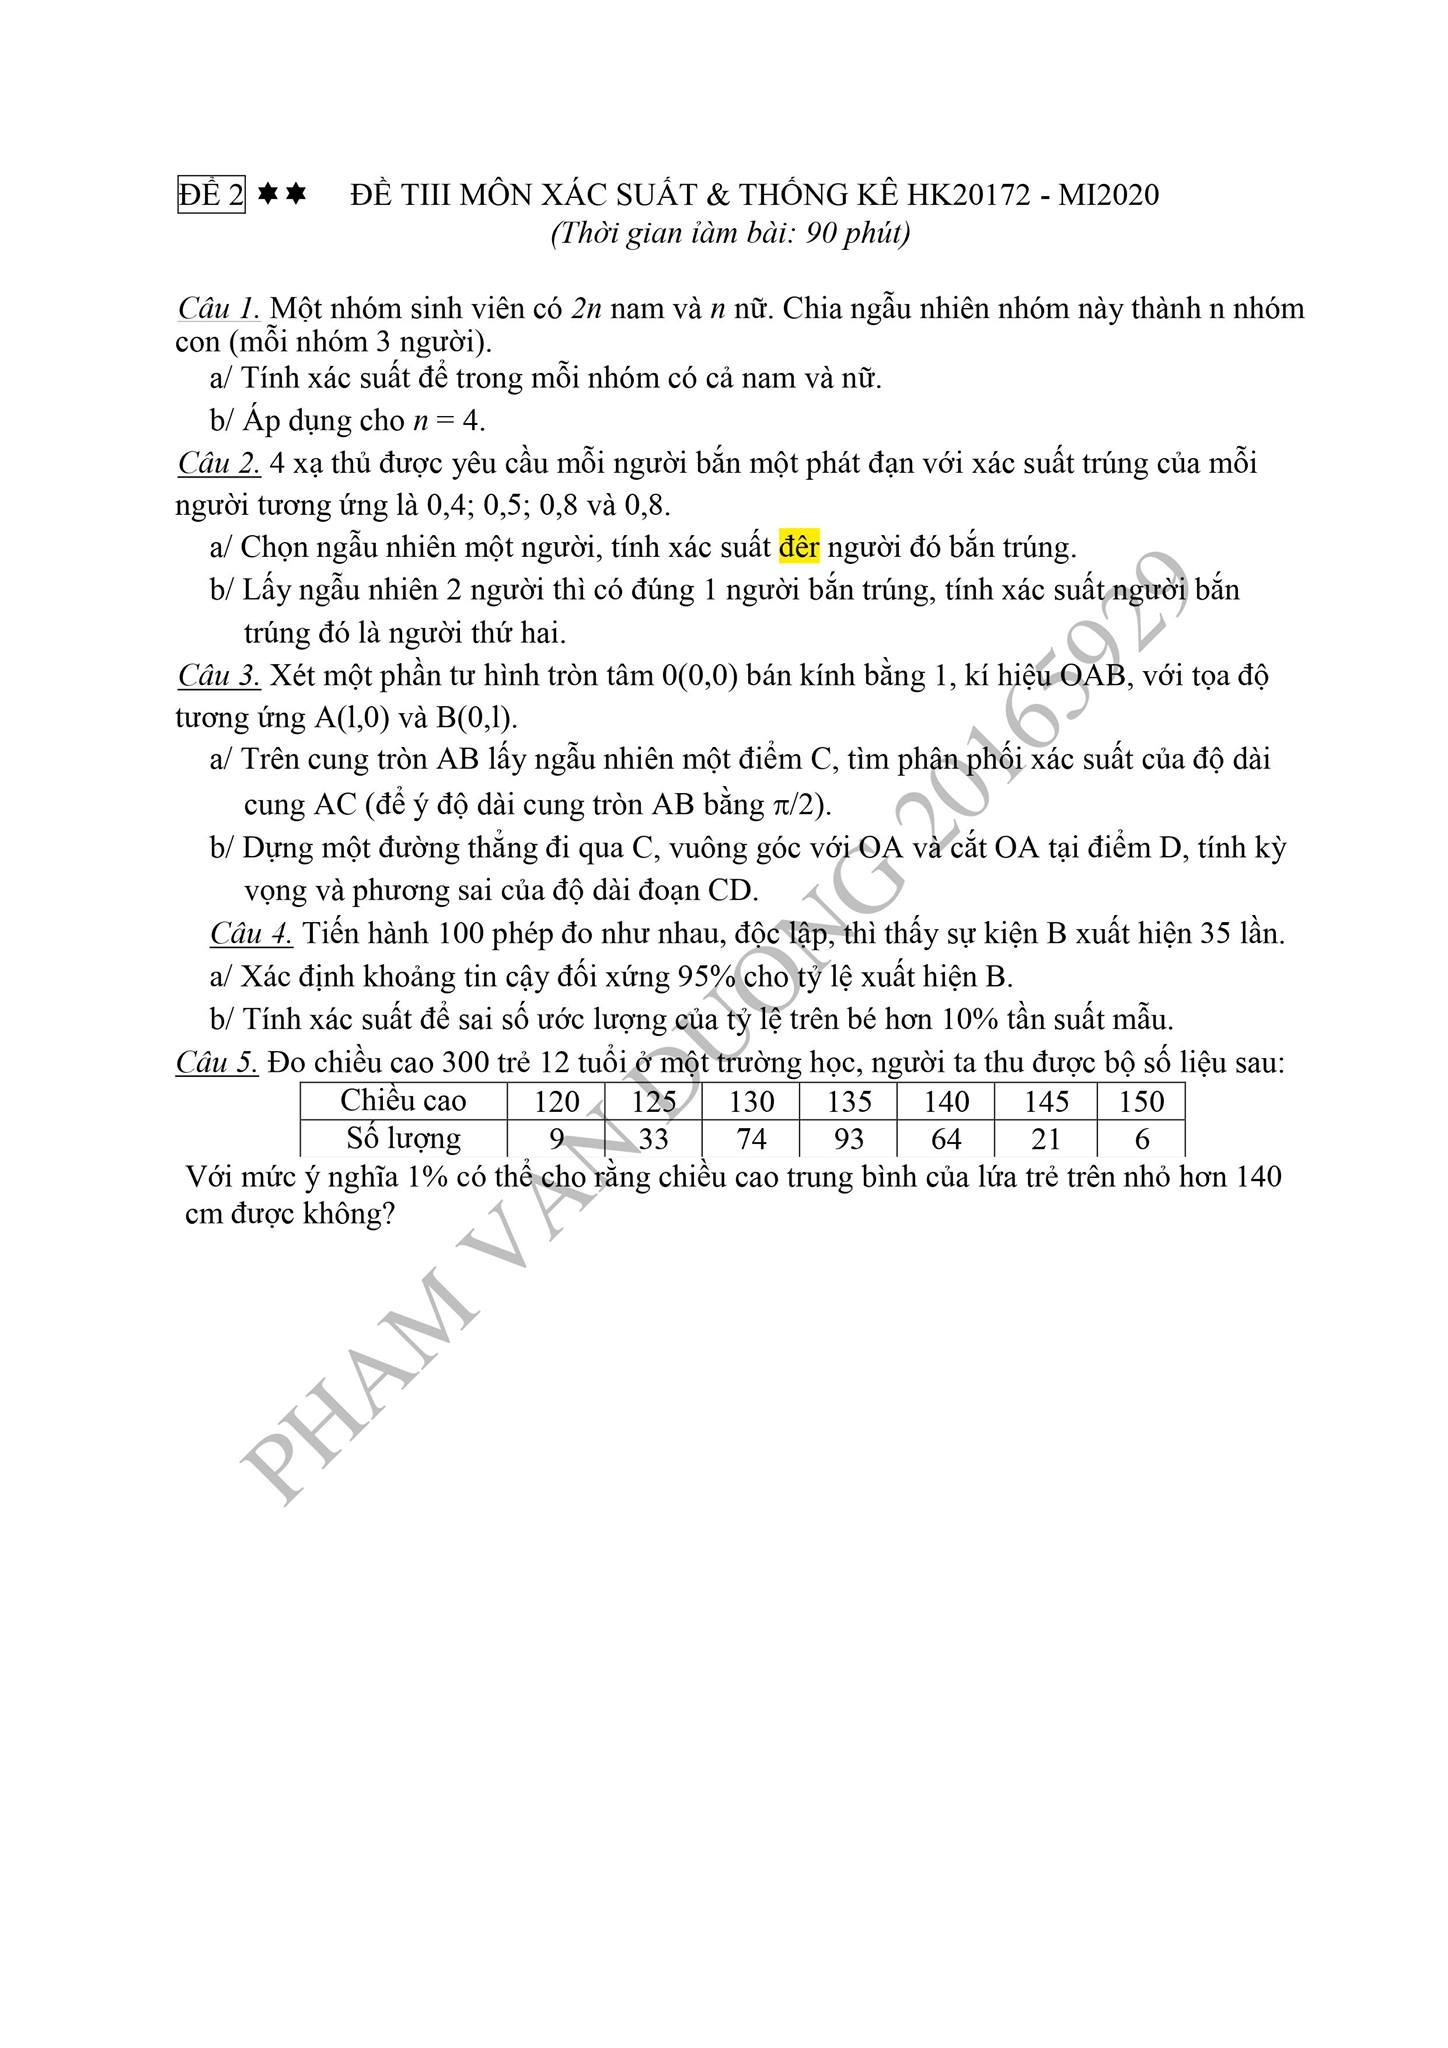 ĐỀ 2 ✶✶ ĐỀ TIII MÔN XÁC SUẤT & THỐNG KÊ HK20172 - MI2020
(Thời gian ỉàm bài: 90 phút)
Câu 1. Một nhóm sinh viên có 2n nam và n nữ. Chia ngẫu nhiên nhóm này thành n nhóm
con (mỗi nhóm 3 người).
a/ Tính xác suất để trong mỗi nhóm có cả nam và nữ.
b/ Áp dụng cho n = 4.
Câu 2. 4 xạ thủ được yêu cầu mỗi người bắn một phát đạn với xác suất trúng của mỗi
người tương ứng là 0,4; 0,5; 0,8 và 0,8.
a/ Chọn ngẫu nhiên một người, tính xác suất đêr người đó bắn trúng.
b/ Lấy ngẫu nhiên 2 người thì có đúng 1 người bắn trúng, tính xác suất người bắn
trúng đó là người thứ hai.
Câu 3. Xét một phần tư hình tròn tâm 0(0,0) bán kính bằng 1, kí hiệu OAB, với tọa độ
tương ứng A(l,0) và B(0,l).
a/ Trên cung tròn AB lấy ngẫu nhiên một điểm C, tìm phân phối xác suất của độ dài
cung AC (để ý độ dài cung tròn AB bằng π/2).
b/ Dựng một đường thẳng đi qua C, vuông góc với OA và cắt OA tại điểm D, tính kỳ
vọng và phương sai của độ dài đoạn CD.
Câu 4. Tiến hành 100 phép đo như nhau, độc lập, thì thấy sự kiện B xuất hiện 35 lần.
a/ Xác định khoảng tin cậy đối xứng 95% cho tỷ lệ xuất hiện B.
b/ Tính xác suất để sai số ước lượng của tỷ lệ trên bé hơn 10% tần suất mẫu.
Câu 5. Đo chiều cao 300 trẻ 12 tuổi ở một trường học, người ta thu được bộ số liệu sau:
Chiều cao 120 125 130 135 140 145 150
Số lượng 9 33 74 93 64 21 6
Với mức ý nghĩa 1% có thể cho rằng chiều cao trung bình của lứa trẻ trên nhỏ hơn 140
cm được không?
PHAM VAN DUONG 20165929